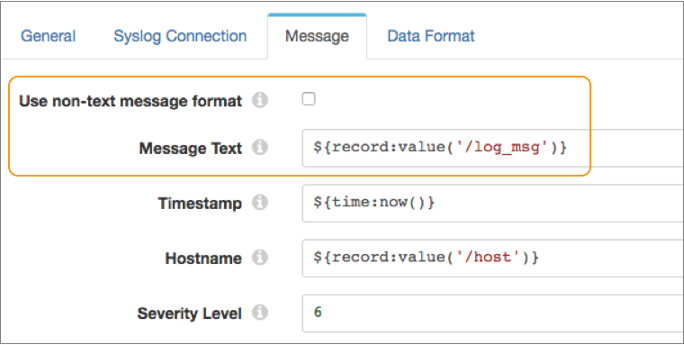 General Syslog Connection Message Data Format
Use non-text message format
Message Text ${record:value('/log_msg')}
Timestamp ${time:now()}
Hostname ${record:value('/host')}
Severity Level 6